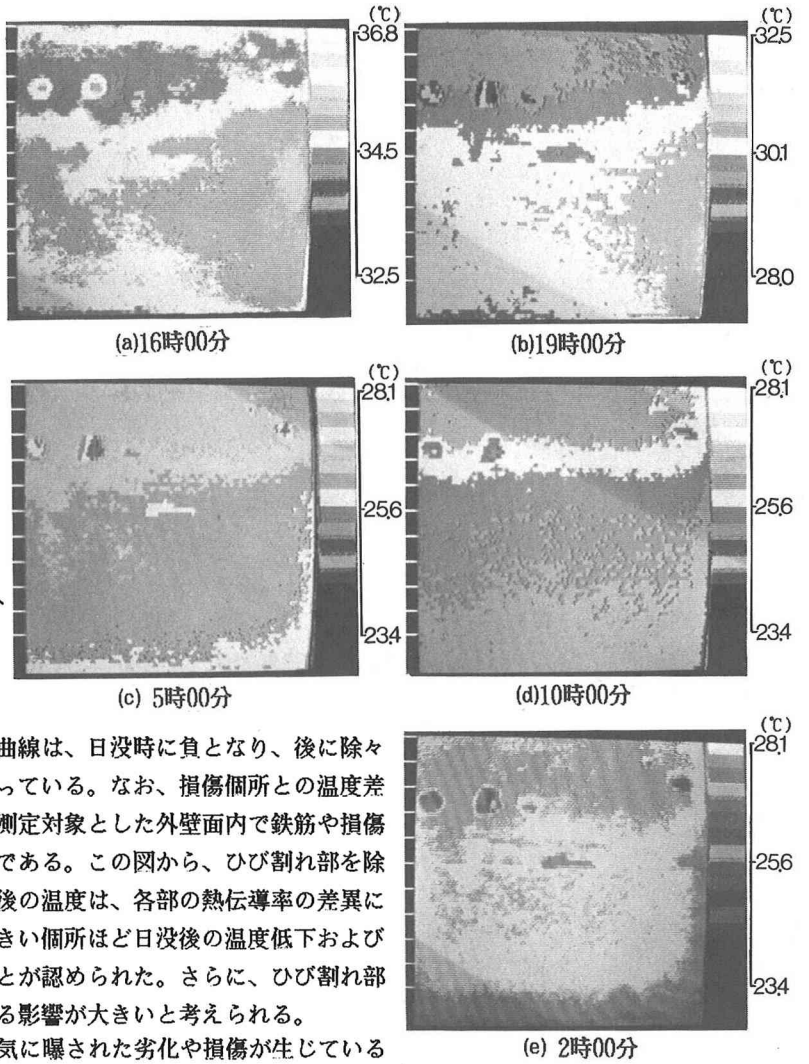 (℃)
36.8
34.5
32.5
(a)16時00分
(℃)
32.5
30.1
28.0
(b)19時00分
(℃)
28.1
25.6
23.4
(c) 5時00分
(℃)
28.1
25.6
23.4
(d)10時00分
曲線は、日没時に負となり、後に除々
っている。なお、損傷個所との温度差
測定対象とした外壁面内で鉄筋や損傷
である。この図から、ひび割れ部を除
後の温度は、各部の熱伝導率の差異に
きい個所ほど日没後の温度低下および
とが認められた。さらに、ひび割れ部
る影響が大きいと考えられる。
気に曝された劣化や損傷が生じている
(℃)
28.1
25.6
23.4
(e) 2時00分